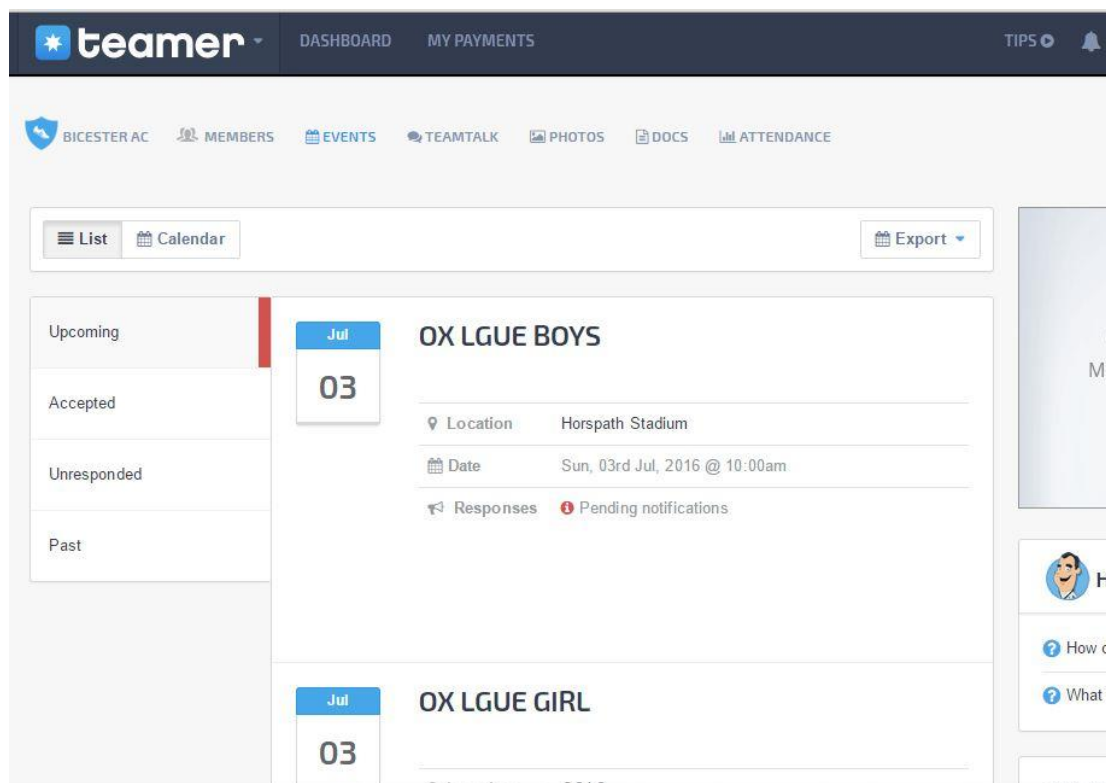 teamer DASHBOARD MY PAYMENTS TIPS
BICESTER AC MEMBERS EVENTS TEAMTALK PHOTOS DOCS ATTENDANCE
List Calendar Export
Upcoming
Accepted
Unresponded
Past
Jul
03
OX LGUE BOYS
Location Horspath Stadium
Date Sun, 03rd Jul, 2016 @ 10:00am
Responses Pending notifications
Jul
03
OX LGUE GIRL
M
H
How
What